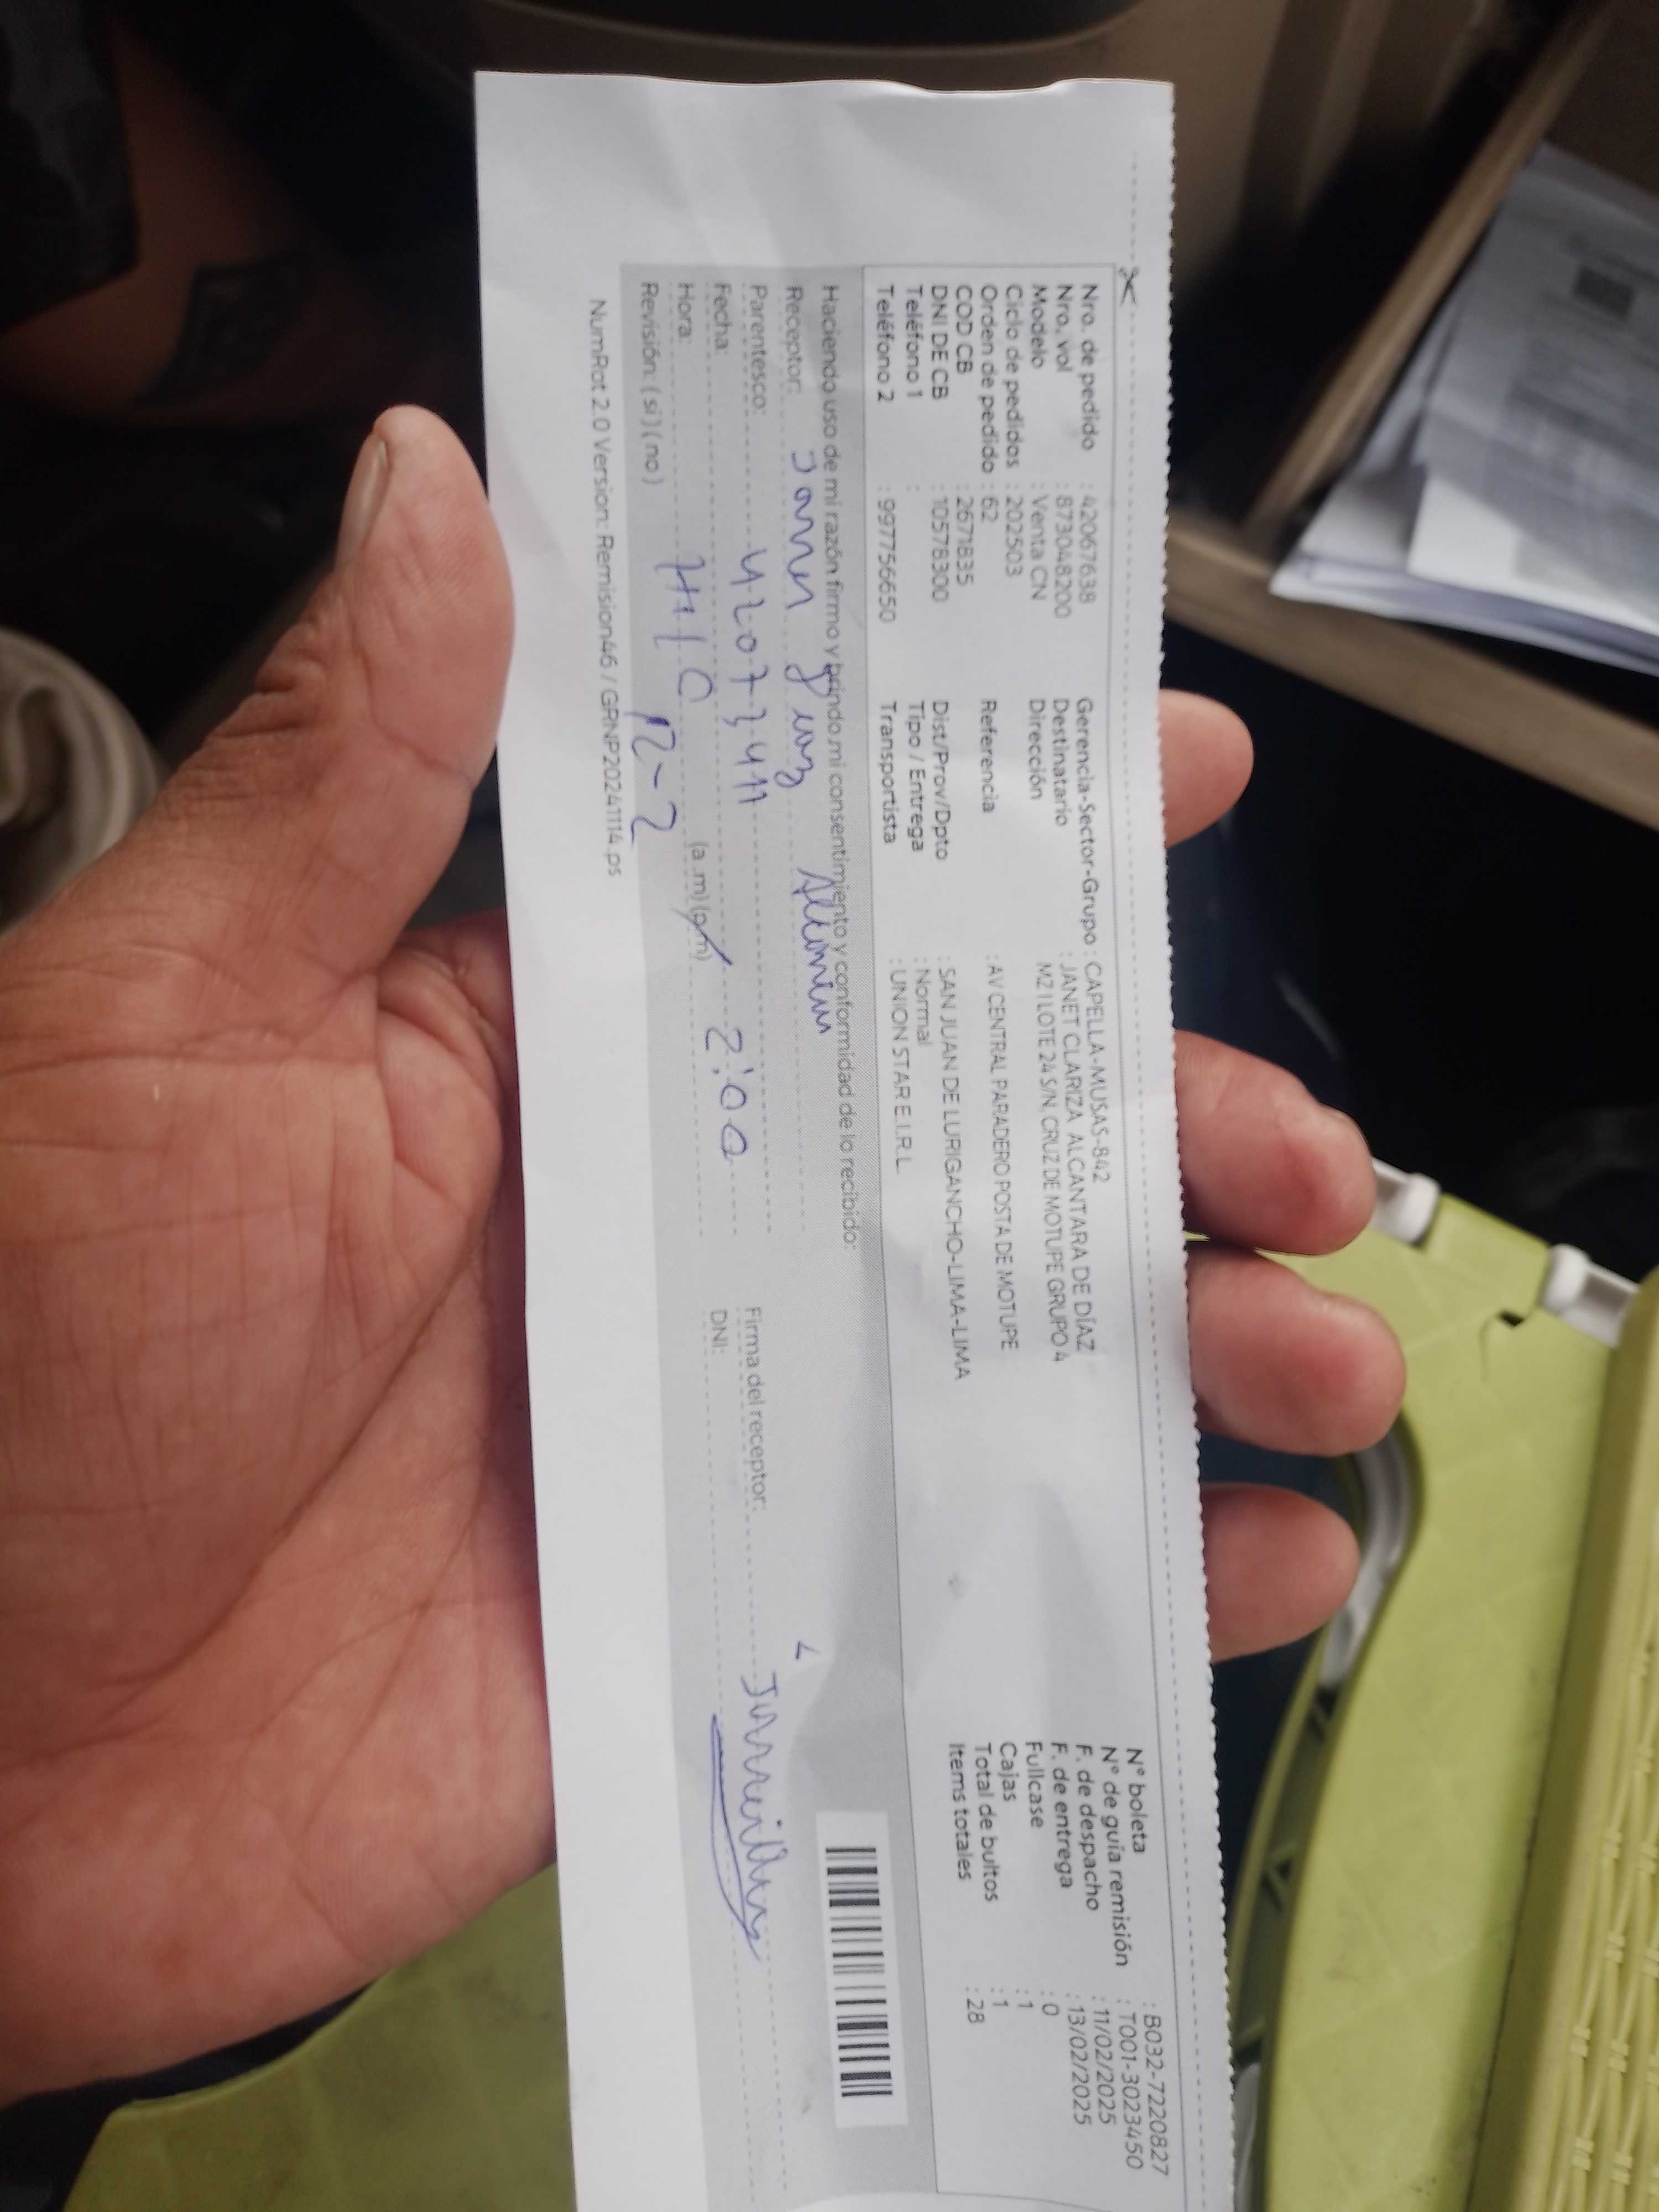 Nro. de pedido : 42067638
Nro. vol : 873048200
Modelo : Venta CN
Ciclo de pedidos : 202503
Orden de pedido : 62
COD CB : 2671835
DNI DE CB : 10578300
Teléfono 1 :
Teléfono 2 : 997756650
Gerencia-Sector-Grupo : CAPELLA-MUSAS-842
Destinatario : JANET CLARIZA ALCANTARA DE DÍAZ
Dirección MZ I LOTE 24 S/N, CRUZ DE MOTUPE GRUPO 4
Referencia : AV CENTRAL PARADERO POSTA DE MOTUPE
Dist/Prov/Dpto : SAN JUAN DE LURIGANCHO-LIMA-LIMA
Tipo / Entrega : Normal
Transportista : UNION STAR E.I.R.L.
N° boleta : B032-7220827
N° de guía remisión : T001-3023450
F. de despacho : 11/02/2025
F. de entrega : 13/02/2025
Fullcase : 0
Cajas : 1
Total de bultos : 1
Items totales : 28
Haciendo uso de mi razón firmo y brindo mi consentimiento y conformidad de lo recibido:
Receptor:
Parentesco:
Fecha: 2:00
Hora: (a.m) (p.m)
Revisión: (si) (no) 12-2
Firma del receptor:
DNI:
NumRot 2.0 Version: Remision46 / GRNP20241114.ps